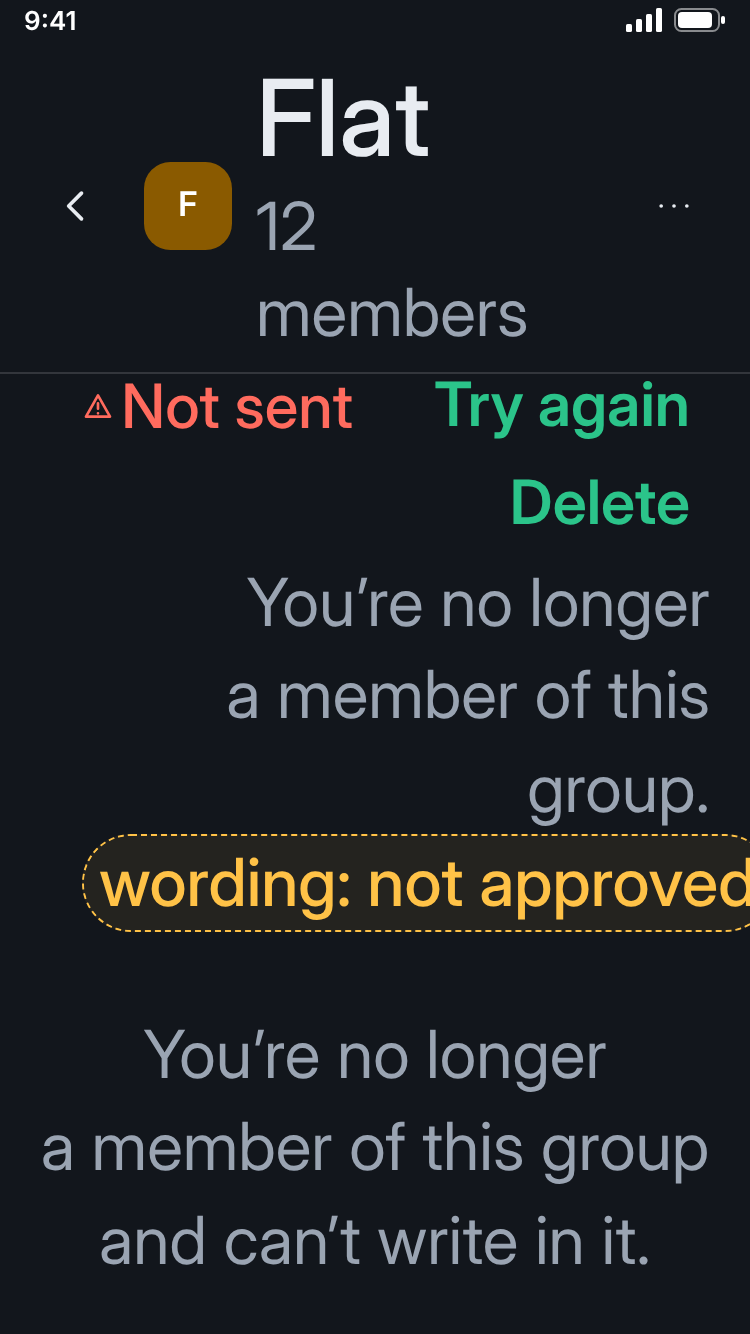 9:41
Flat
F
12
members
...
Not sent
Try again
Delete
You’re no longer
a member of this
group.
wording: not approved
You’re no longer
a member of this group
and can’t write in it.